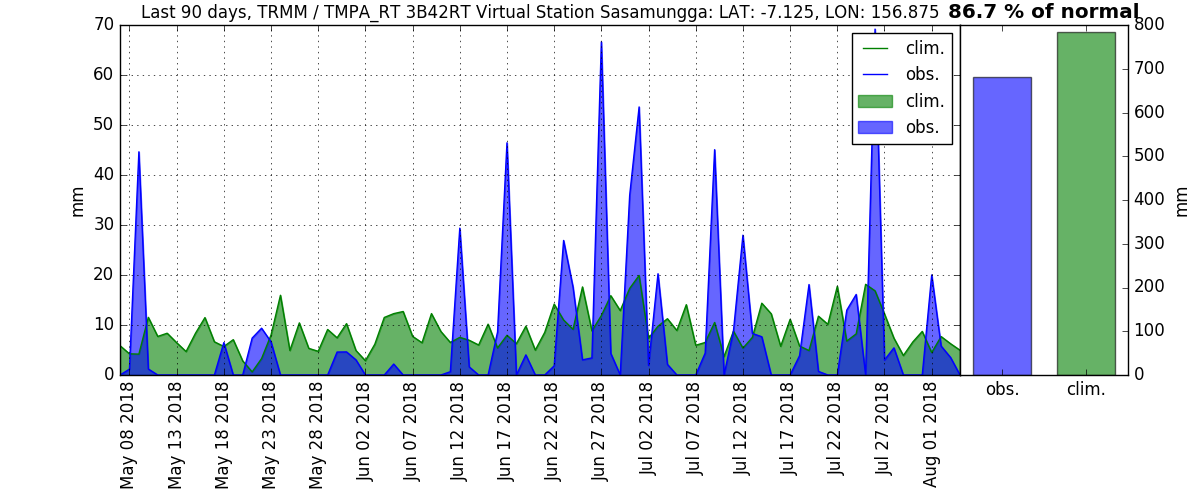 Last 90 days, TRMM / TMPA_RT 3B42RT Virtual Station Sasamungga: LAT: -7.125, LON: 156.875
86.7 % of normal
70
60
50
40
30
20
10
0
mm
clim.
obs.
clim.
obs.
May 08 2018
May 13 2018
May 18 2018
May 23 2018
May 28 2018
Jun 02 2018
Jun 07 2018
Jun 12 2018
Jun 17 2018
Jun 22 2018
Jun 27 2018
Jul 02 2018
Jul 07 2018
Jul 12 2018
Jul 17 2018
Jul 22 2018
Jul 27 2018
Aug 01 2018
800
700
600
500
400
300
200
100
0
mm
obs.
clim.